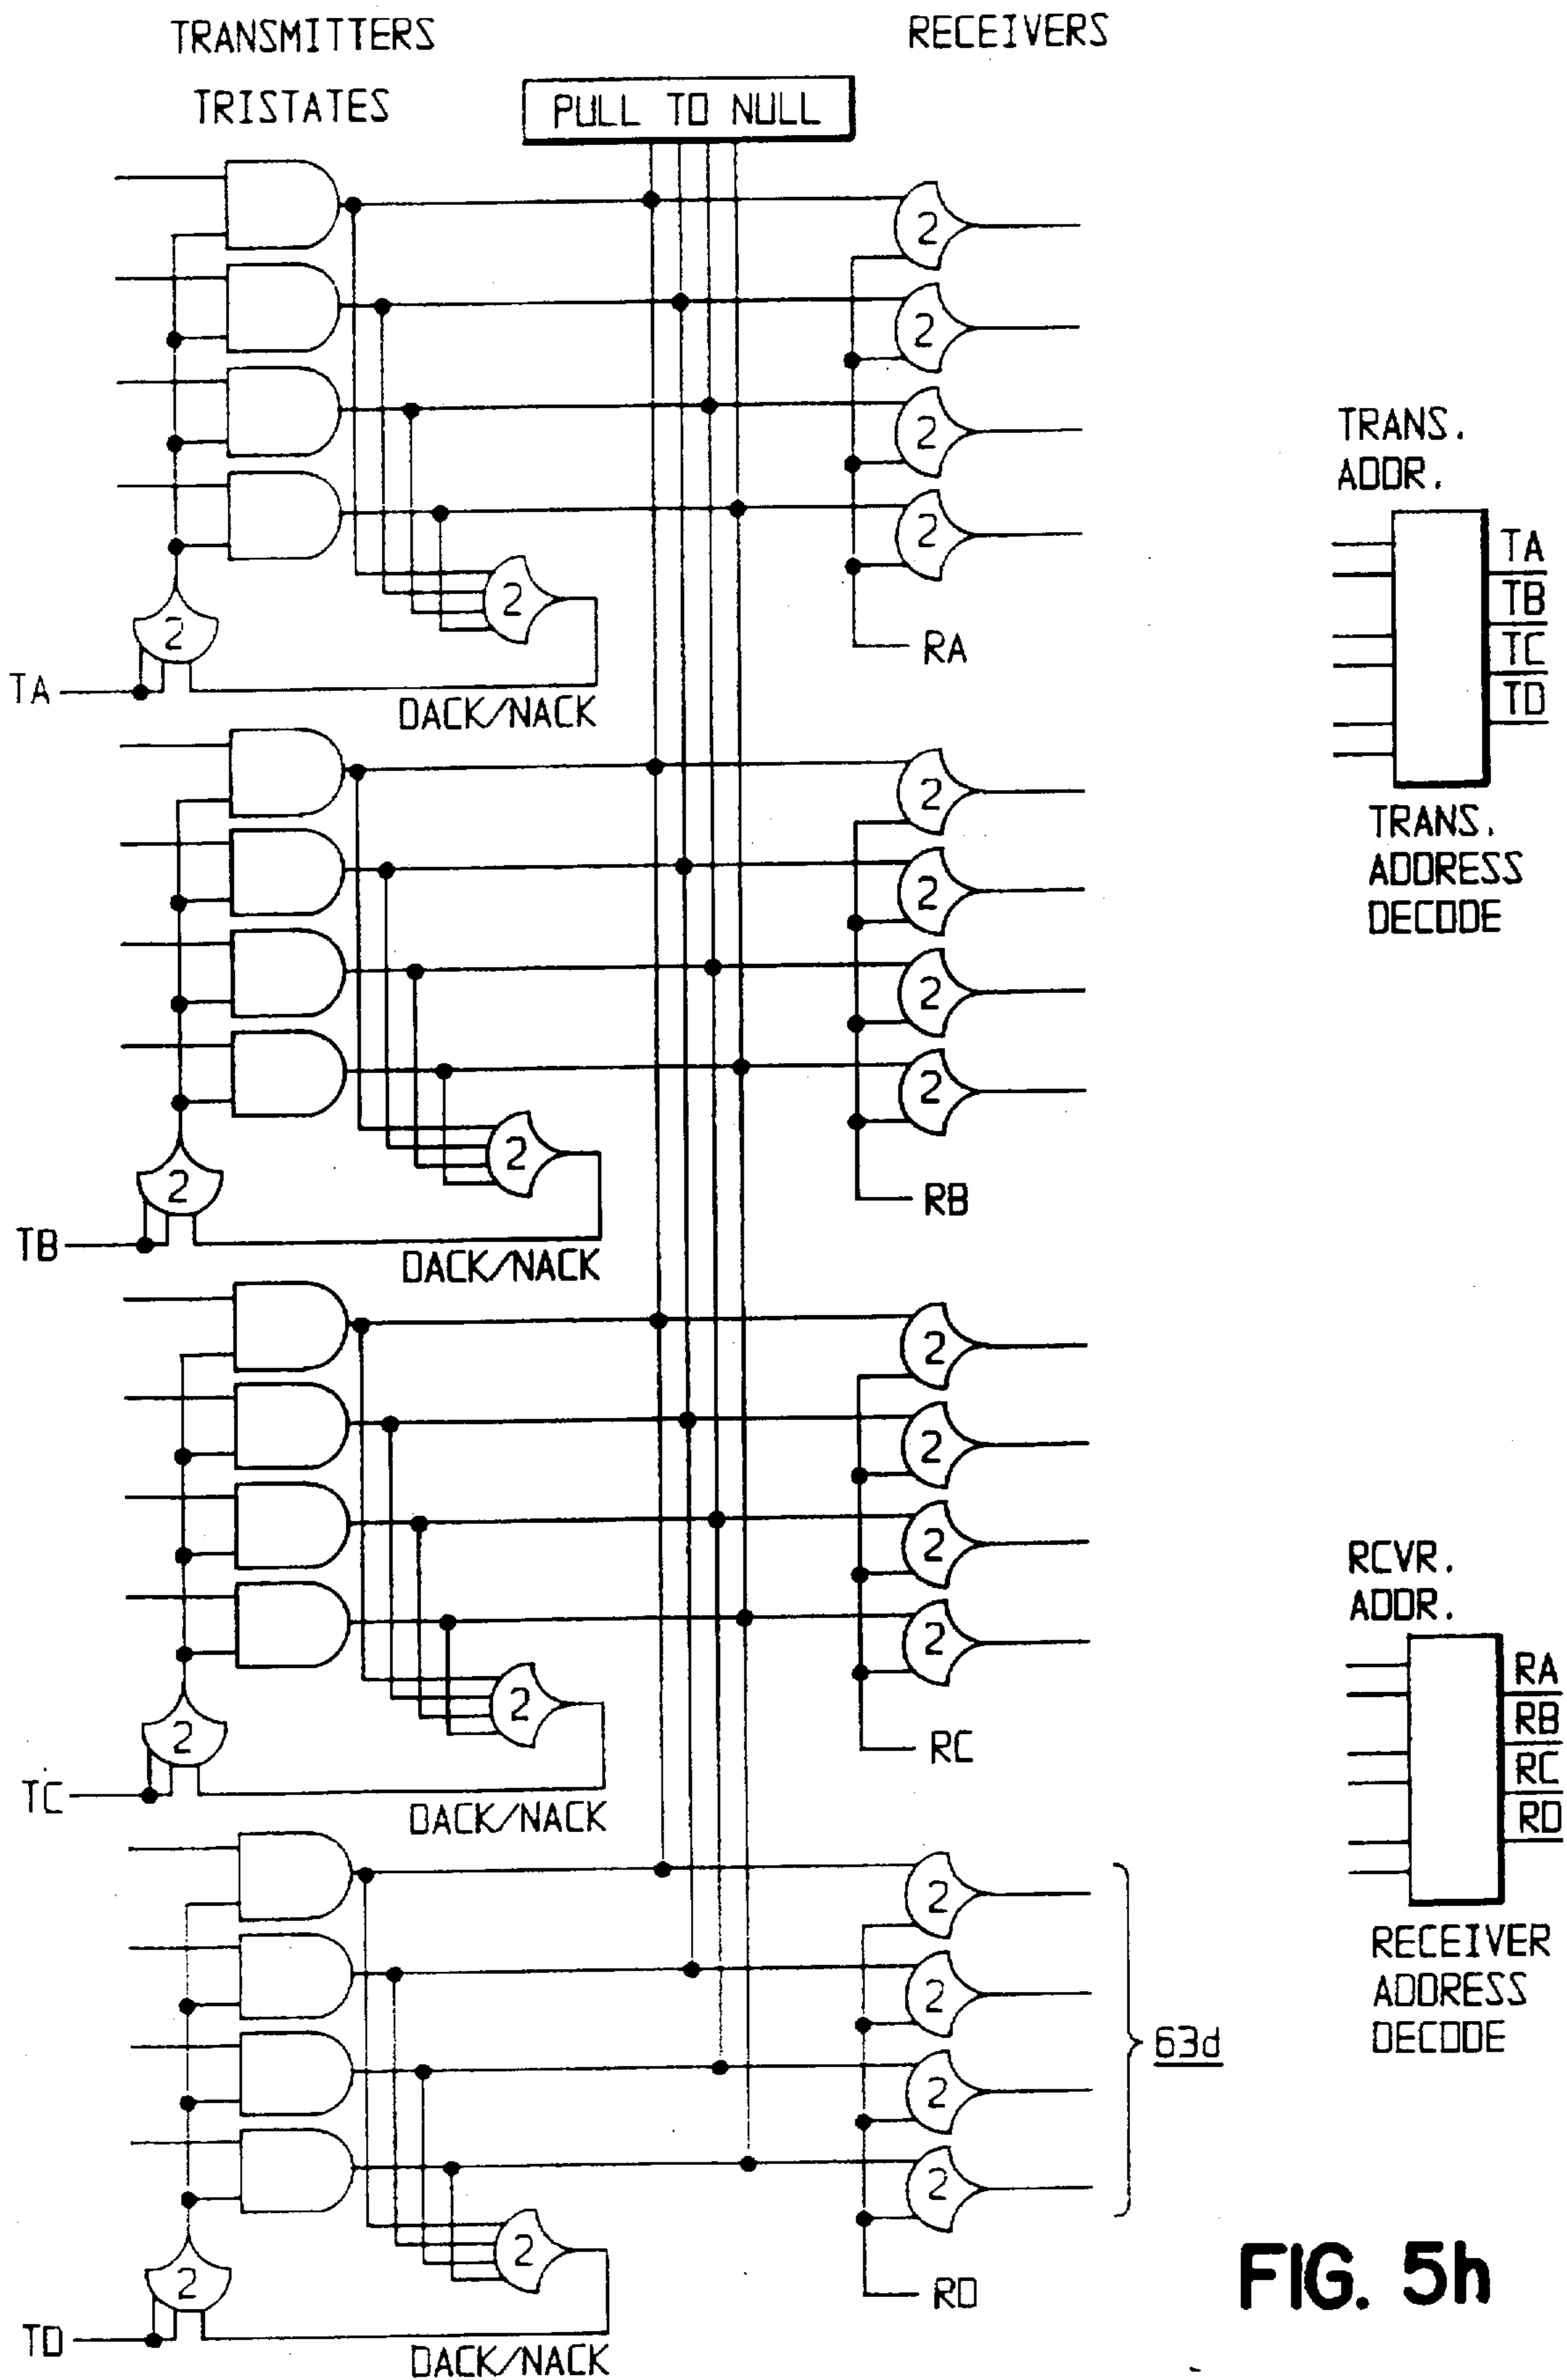 TRANSMITTERS
RECEIVERS
TRISTATES
PULL TO NULL
2
2
2
2
2
2
RA
TA
DACK/NACK
2
2
2
2
2
2
RB
TB
DACK/NACK
2
2
2
2
2
2
RC
TC
DACK/NACK
2
2
2
2
2
2
RD
TD
DACK/NACK
63d
TRANS.
ADDR.
TA
TB
TC
TD
TRANS.
ADDRESS
DECODE
RCVR.
ADDR.
RA
RB
RC
RD
RECEIVER
ADDRESS
DECODE
FIG. 5h